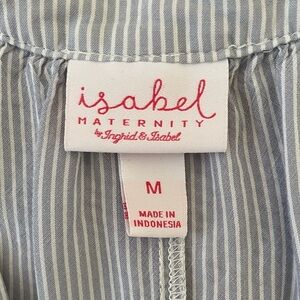 isabel
MATERNITY
by Ingrid & Isabel
M
MADE IN
INDONESIA